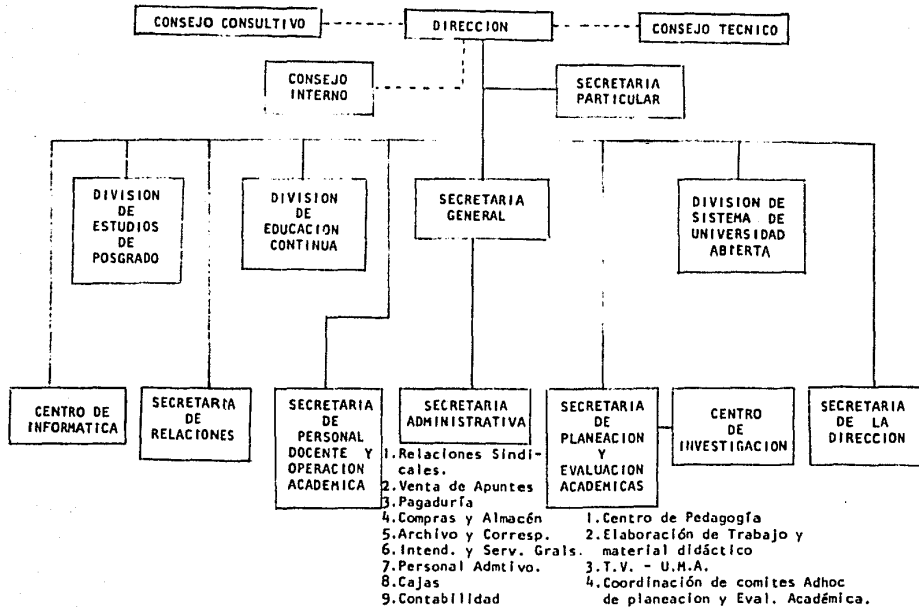 CONSEJO CONSULTIVO
DIRECCION
CONSEJO TECNICO
CONSEJO
INTERNO
SECRETARIA
PARTICULAR
DIVISION
DE
ESTUDIOS
DE
POSGRADO
DIVISION
DE
EDUCACION
CONTINUA
SECRETARIA
GENERAL
DIVISION DE
SISTEMA DE
UNIVERSIDAD
ABIERTA
CENTRO DE
INFORMATICA
SECRETARIA
DE
RELACIONES
SECRETARIA
DE
PERSONAL
DOCENTE Y
OPERACION
ACADEMICA
SECRETARIA
ADMINISTRATIVA
SECRETARIA
DE
PLANEACION
Y
EVALUACION
ACADEMICAS
CENTRO
DE
INVESTIGACION
SECRETARIA
DE LA
DIRECCION
1.Relaciones Sindi-
cales.
2.Venta de Apuntes
3.Pagaduría
4.Compras y Almacén
5.Archivo y Corresp.
6.Intend. y Serv. Grals.
7.Personal Admtivo.
8.Cajas
9.Contabilidad
1.Centro de Pedagogía
2.Elaboración de Trabajo y
material didáctico
3.T.V. - U.M.A.
4.Coordinación de comites Adhoc
de planeacion y Eval. Académica.